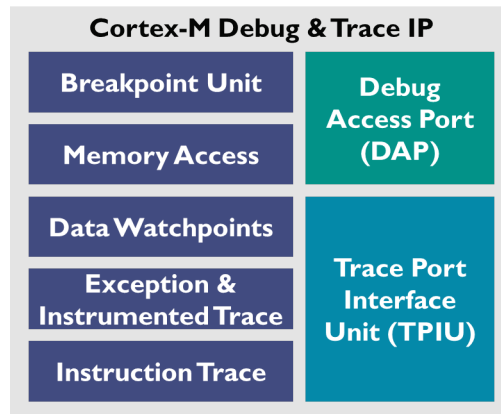 Cortex-M Debug & Trace IP
Breakpoint Unit
Memory Access
Data Watchpoints
Exception &
Instrumented Trace
Instruction Trace
Debug
Access Port
(DAP)
Trace Port
Interface
Unit (TPIU)